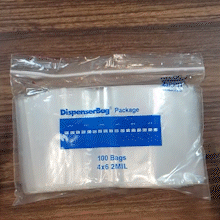 DispenserBag Package
100 Bags
4x6.2MIL